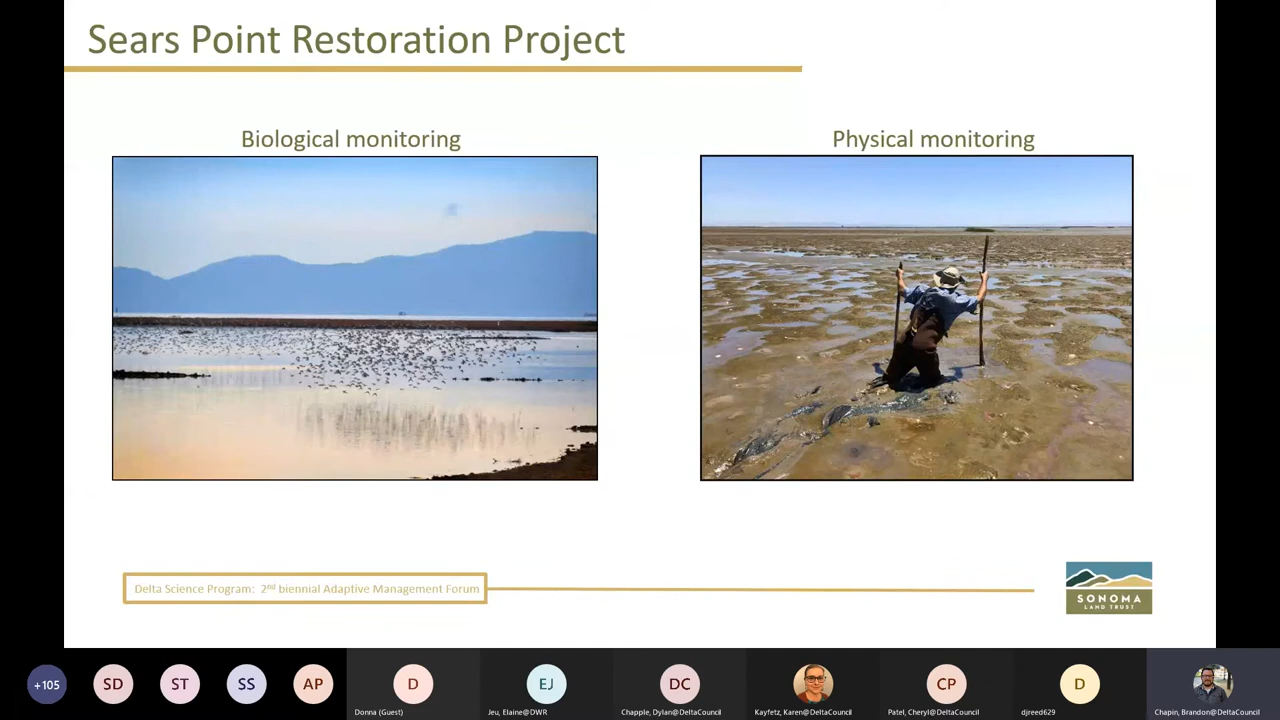 Sears Point Restoration Project
Biological monitoring
Physical monitoring
Delta Science Program: 2nd biennial Adaptive Management Forum
SONOMA
LAND TRUST
+105
SD
ST
SS
AP
D
EJ
DC
CP
D
Donna (Guest)
Jeu, Elaine@DWR
Chapple, Dylan@DeltaCouncil
Kayfetz, Karen@DeltaCouncil
Patel, Cheryl@DeltaCouncil
djreed629
Chapin, Brandon@DeltaCouncil